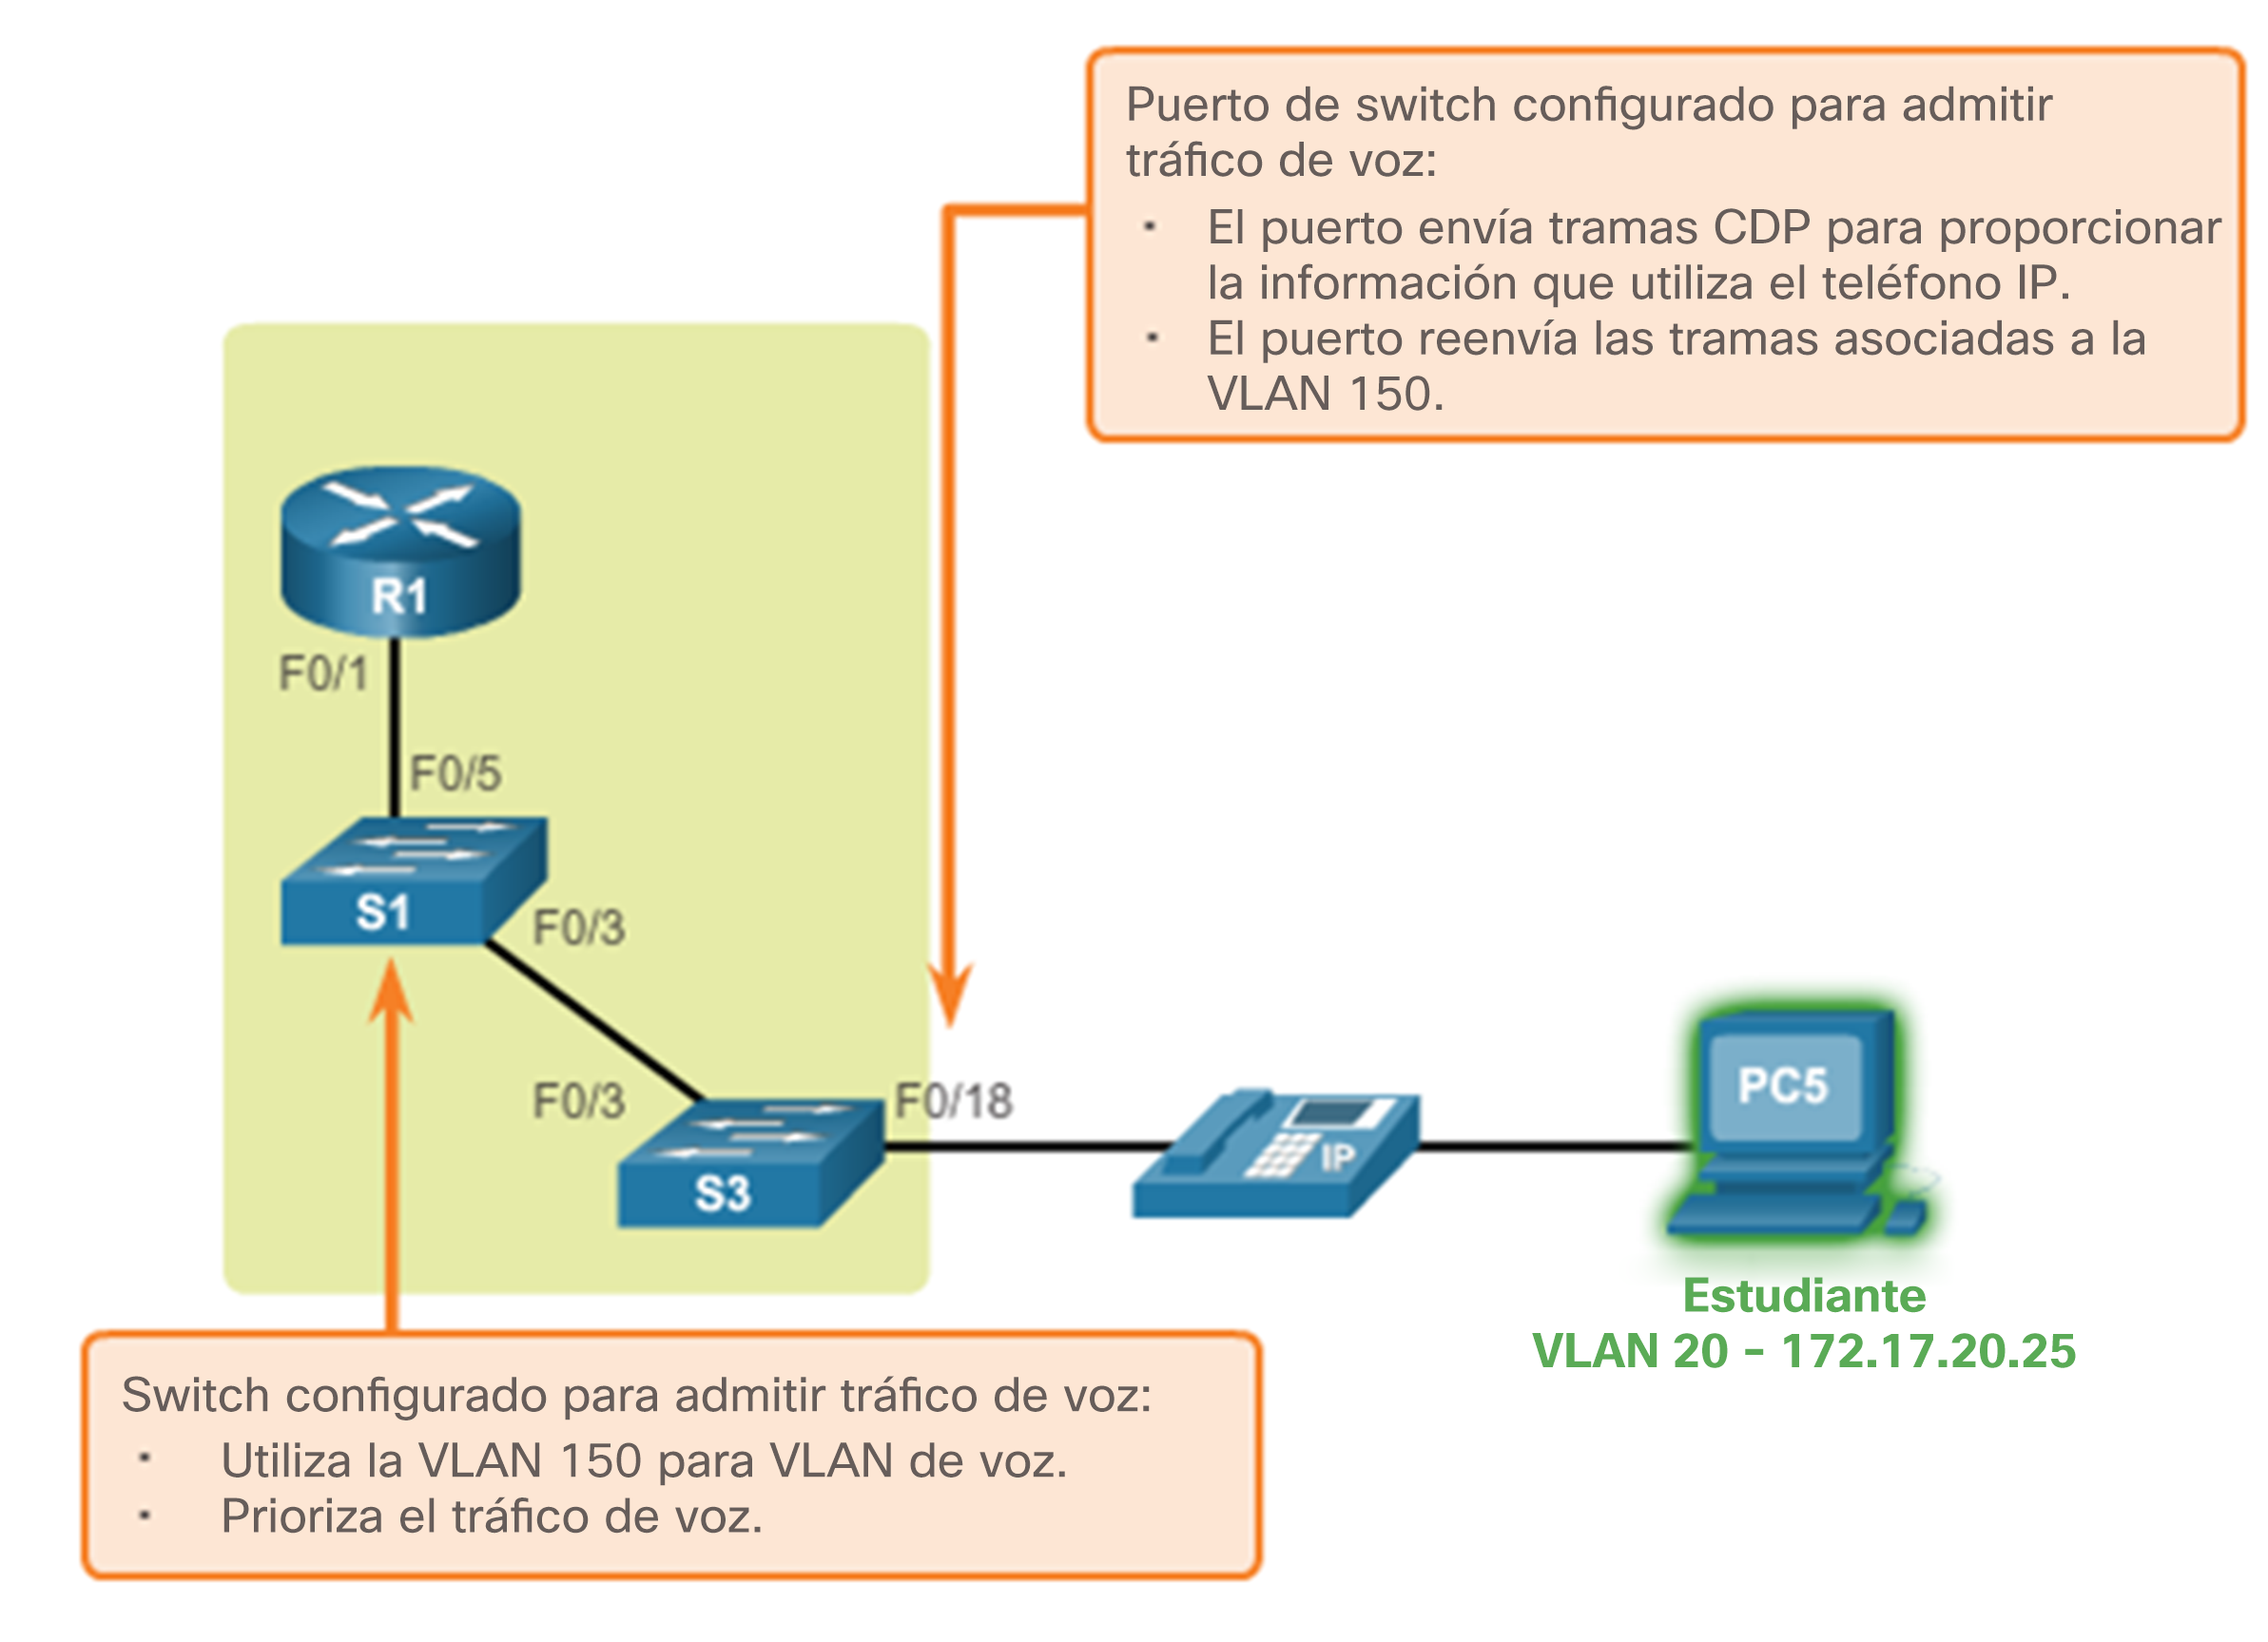 Puerto de switch configurado para admitir
tráfico de voz:
▪ El puerto envía tramas CDP para proporcionar
la información que utiliza el teléfono IP.
▪ El puerto reenvía las tramas asociadas a la
VLAN 150.
R1
F0/1
F0/5
S1
F0/3
F0/3
F0/18
S3
IP
PC5
Estudiante
VLAN 20 - 172.17.20.25
Switch configurado para admitir tráfico de voz:
▪ Utiliza la VLAN 150 para VLAN de voz.
▪ Prioriza el tráfico de voz.